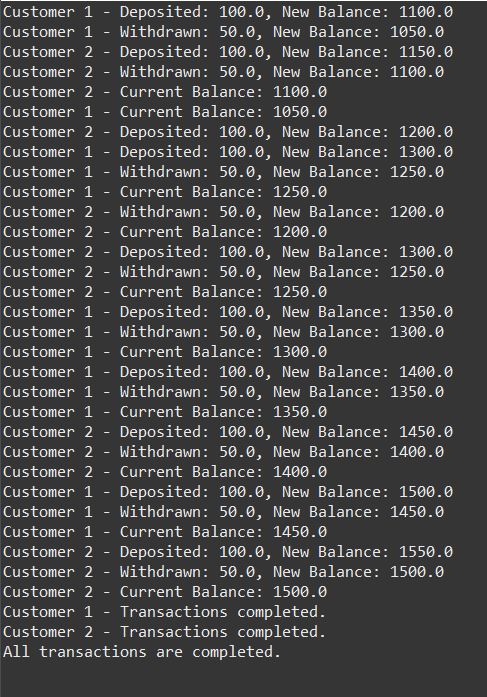 Customer 1 - Deposited: 100.0, New Balance: 1100.0
Customer 1 - Withdrawn: 50.0, New Balance: 1050.0
Customer 2 - Deposited: 100.0, New Balance: 1150.0
Customer 2 - Withdrawn: 50.0, New Balance: 1100.0
Customer 2 - Current Balance: 1100.0
Customer 1 - Current Balance: 1050.0
Customer 2 - Deposited: 100.0, New Balance: 1200.0
Customer 1 - Deposited: 100.0, New Balance: 1300.0
Customer 1 - Withdrawn: 50.0, New Balance: 1250.0
Customer 1 - Current Balance: 1250.0
Customer 2 - Withdrawn: 50.0, New Balance: 1200.0
Customer 2 - Current Balance: 1200.0
Customer 2 - Deposited: 100.0, New Balance: 1300.0
Customer 2 - Withdrawn: 50.0, New Balance: 1250.0
Customer 2 - Current Balance: 1250.0
Customer 1 - Deposited: 100.0, New Balance: 1350.0
Customer 1 - Withdrawn: 50.0, New Balance: 1300.0
Customer 1 - Current Balance: 1300.0
Customer 1 - Deposited: 100.0, New Balance: 1400.0
Customer 1 - Withdrawn: 50.0, New Balance: 1350.0
Customer 1 - Current Balance: 1350.0
Customer 2 - Deposited: 100.0, New Balance: 1450.0
Customer 2 - Withdrawn: 50.0, New Balance: 1400.0
Customer 2 - Current Balance: 1400.0
Customer 1 - Deposited: 100.0, New Balance: 1500.0
Customer 1 - Withdrawn: 50.0, New Balance: 1450.0
Customer 1 - Current Balance: 1450.0
Customer 2 - Deposited: 100.0, New Balance: 1550.0
Customer 2 - Withdrawn: 50.0, New Balance: 1500.0
Customer 2 - Current Balance: 1500.0
Customer 1 - Transactions completed.
Customer 2 - Transactions completed.
All transactions are completed.